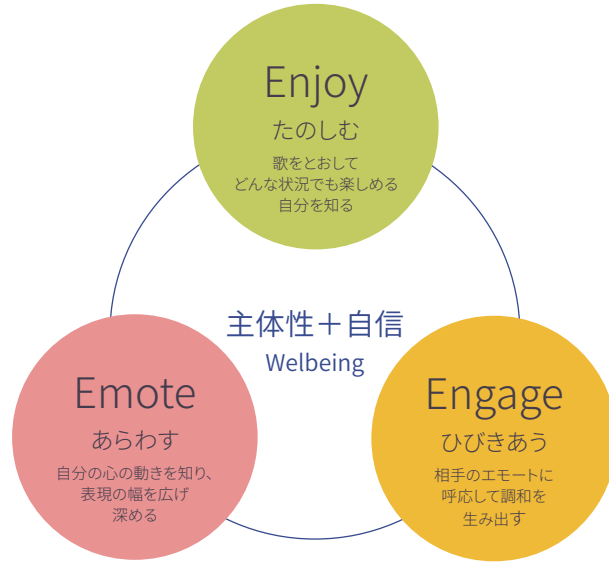 Enjoy
たのしむ
歌をとおして
どんな状況でも楽しめる
自分を知る
主体性＋自信
Welbeing
Emote
あらわす
自分の心の動きを知り、
表現の幅を広げ
深める
Engage
ひびきあう
相手のエモートに
呼応して調和を
生み出す